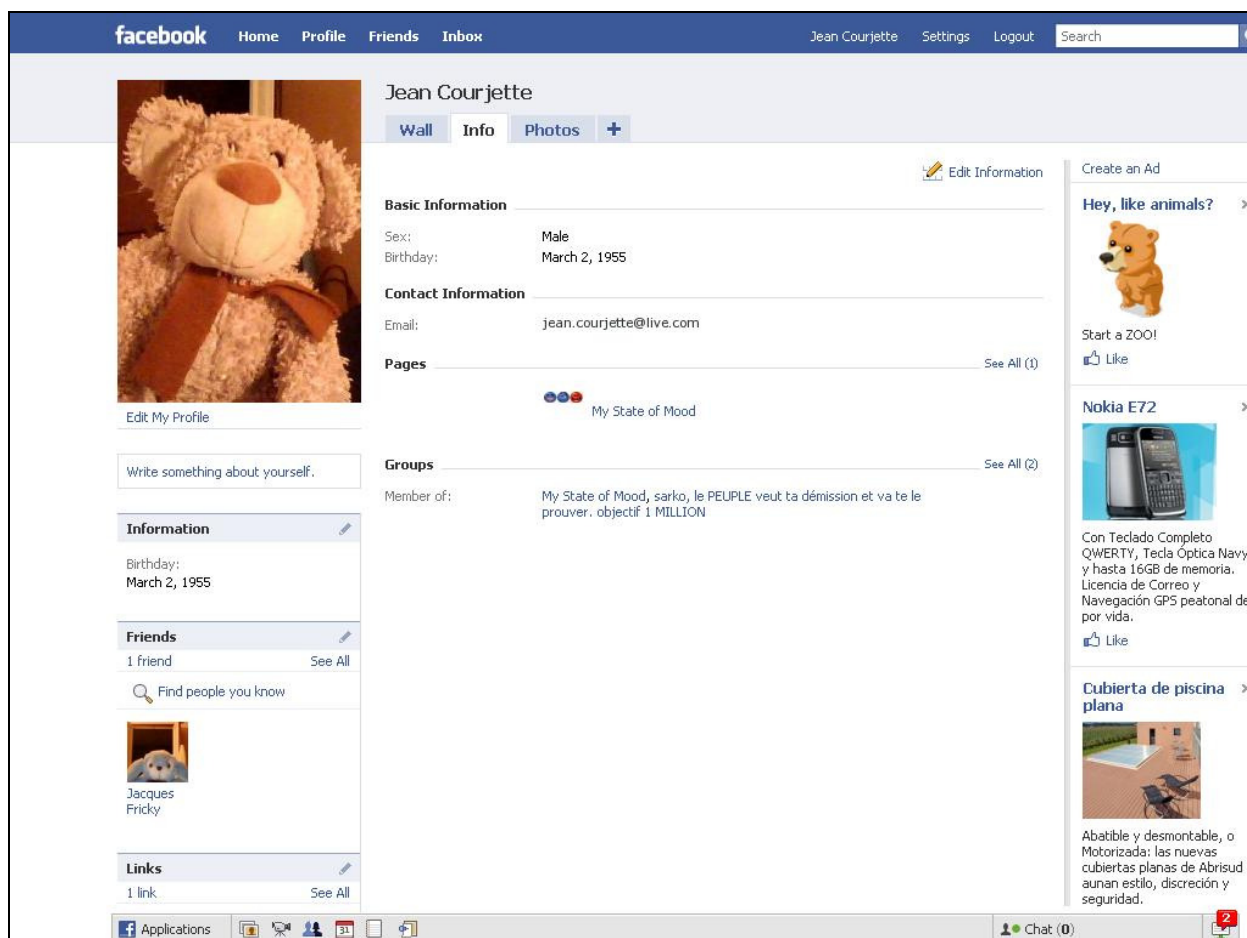 facebook Home Profile Friends Inbox Jean Courjette Settings Logout Search
Jean Courjette
Wall Info Photos +
Edit Information
Basic Information
Sex: Male
Birthday: March 2, 1955
Contact Information
Email: jean.courjette@live.com
Pages See All (1)
My State of Mood
Groups See All (2)
Member of: My State of Mood, sarko, le PEUPLE veut ta démission et va te le
prouver. objectif 1 MILLION
Edit My Profile
Write something about yourself.
Information
Birthday:
March 2, 1955
Friends
1 friend See All
Find people you know
Jacques
Fricky
Links
1 link See All
Create an Ad
Hey, like animals?
Start a ZOO!
Like
Nokia E72
Con Teclado Completo
QWERTY, Tecla Óptica Navy
y hasta 16GB de memoria.
Licencia de Correo y
Navegación GPS peatonal de
por vida.
Like
Cubierta de piscina
plana
Abatible y desmontable, o
Motorizada: las nuevas
cubiertas planas de Abrisud
aunan estilo, discreción y
seguridad.
Applications 31 Chat (0) 2